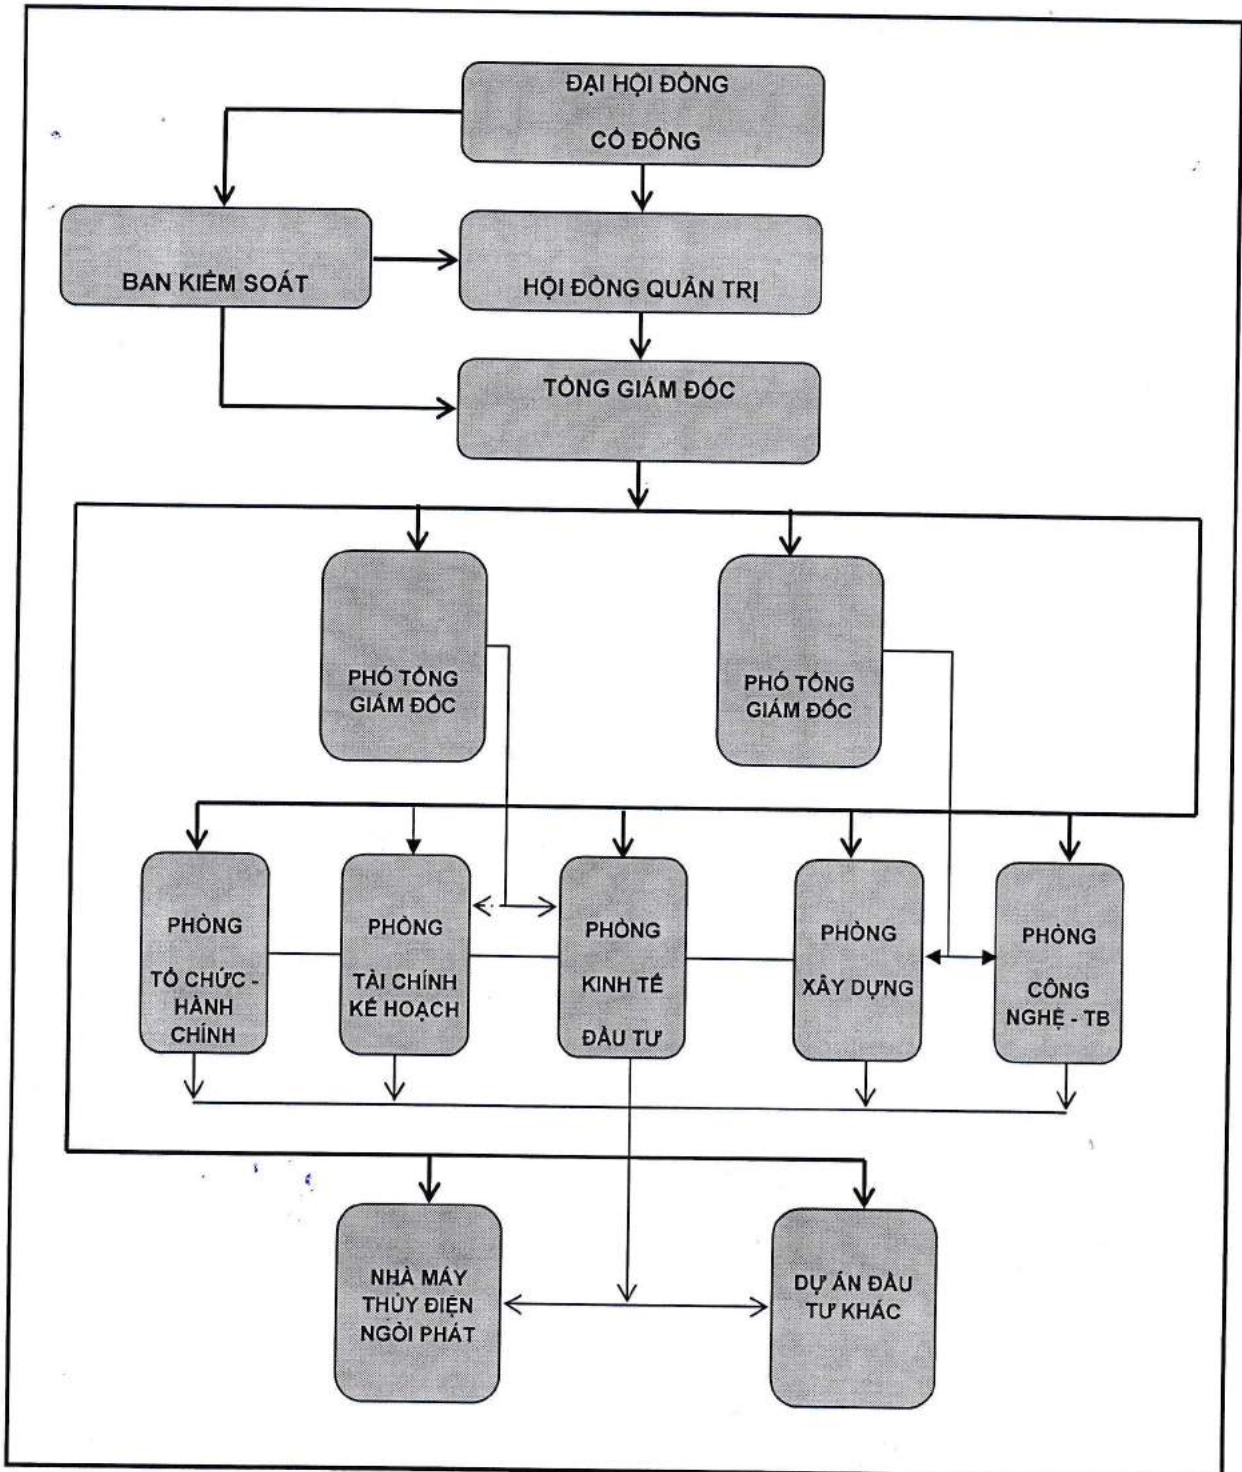 ĐẠI HỘI ĐỒNG
CỔ ĐÔNG
BAN KIỂM SOÁT
HỘI ĐỒNG QUẢN TRỊ
TỔNG GIÁM ĐỐC
PHÓ TỔNG
GIÁM ĐỐC
PHÓ TỔNG
GIÁM ĐỐC
PHÒNG
TỔ CHỨC -
HÀNH
CHÍNH
PHÒNG
TÀI CHÍNH
KẾ HOẠCH
PHÒNG
KINH TẾ
ĐẦU TƯ
PHÒNG
XÂY DỰNG
PHÒNG
CÔNG
NGHỆ - TB
NHÀ MÁY
THỦY ĐIỆN
NGÒI PHÁT
DỰ ÁN ĐẦU
TƯ KHÁC